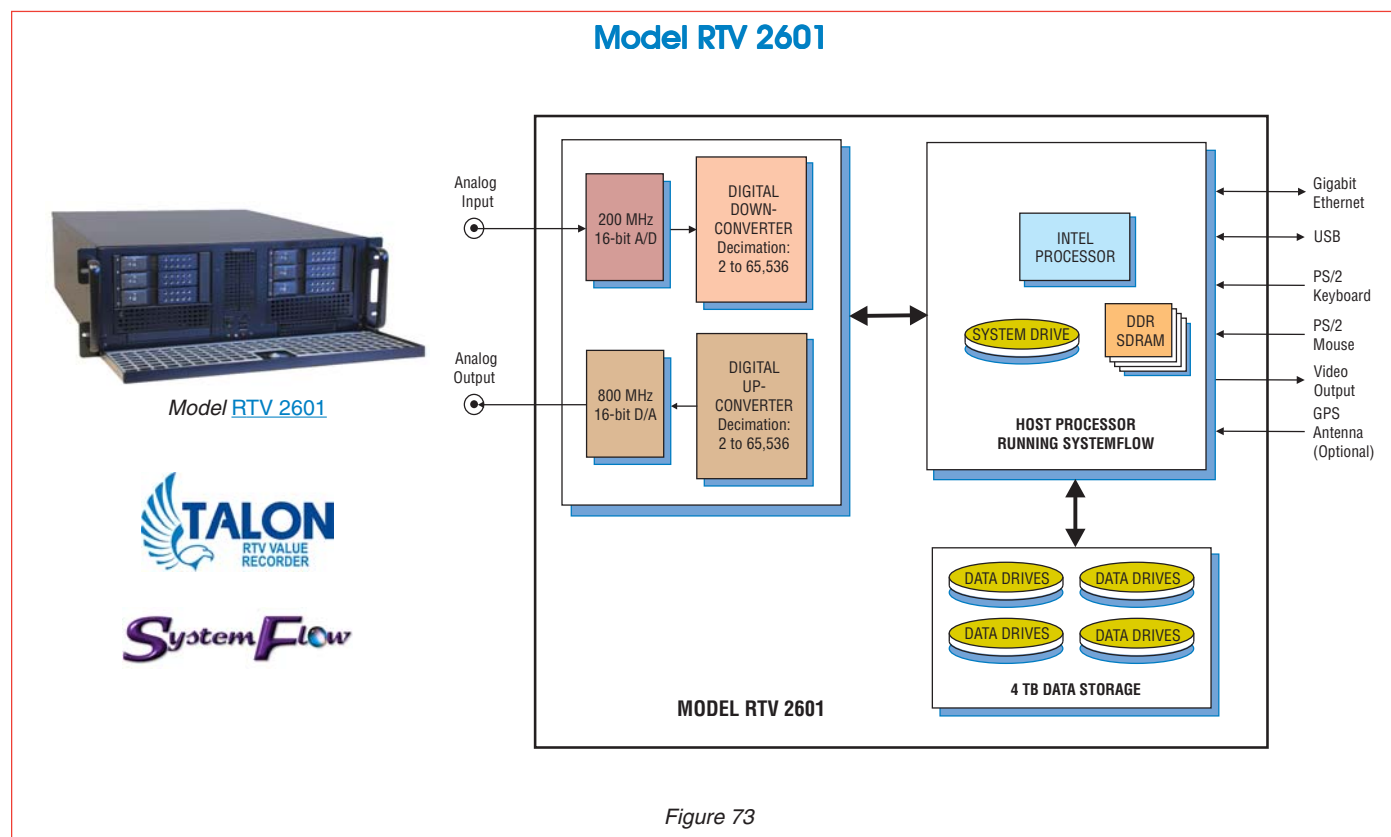 Model RTV 2601
Analog
Input
200 MHz
16-bit A/D
DIGITAL
DOWN-
CONVERTER
Decimation:
2 to 65,536
Analog
Output
800 MHz
16-bit D/A
DIGITAL
UP-
CONVERTER
Decimation:
2 to 65,536
INTEL
PROCESSOR
SYSTEM DRIVE
DDR
SDRAM
HOST PROCESSOR
RUNNING SYSTEMFLOW
Gigabit
Ethernet
USB
PS/2
Keyboard
PS/2
Mouse
Video
Output
GPS
Antenna
(Optional)
DATA DRIVES
DATA DRIVES
DATA DRIVES
DATA DRIVES
4 TB DATA STORAGE
MODEL RTV 2601
Model RTV 2601
TALON
RTV VALUE
RECORDER
SystemFlow
Figure 73